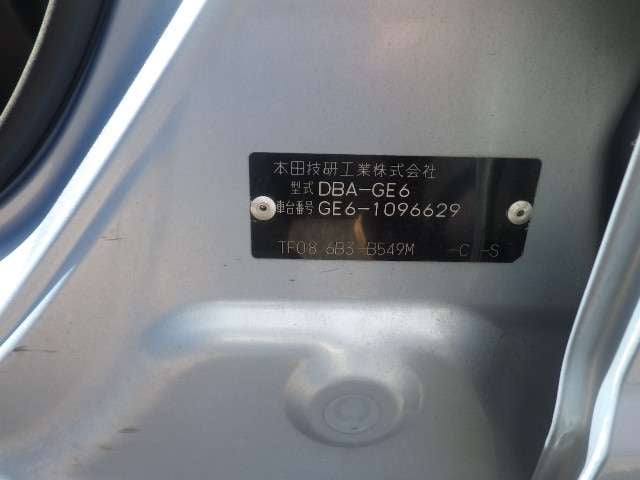 本田技研工業株式会社
型式 DBA-GE6
車台番号 GE6-1096629
TF08 6B3 -B549M -C -S